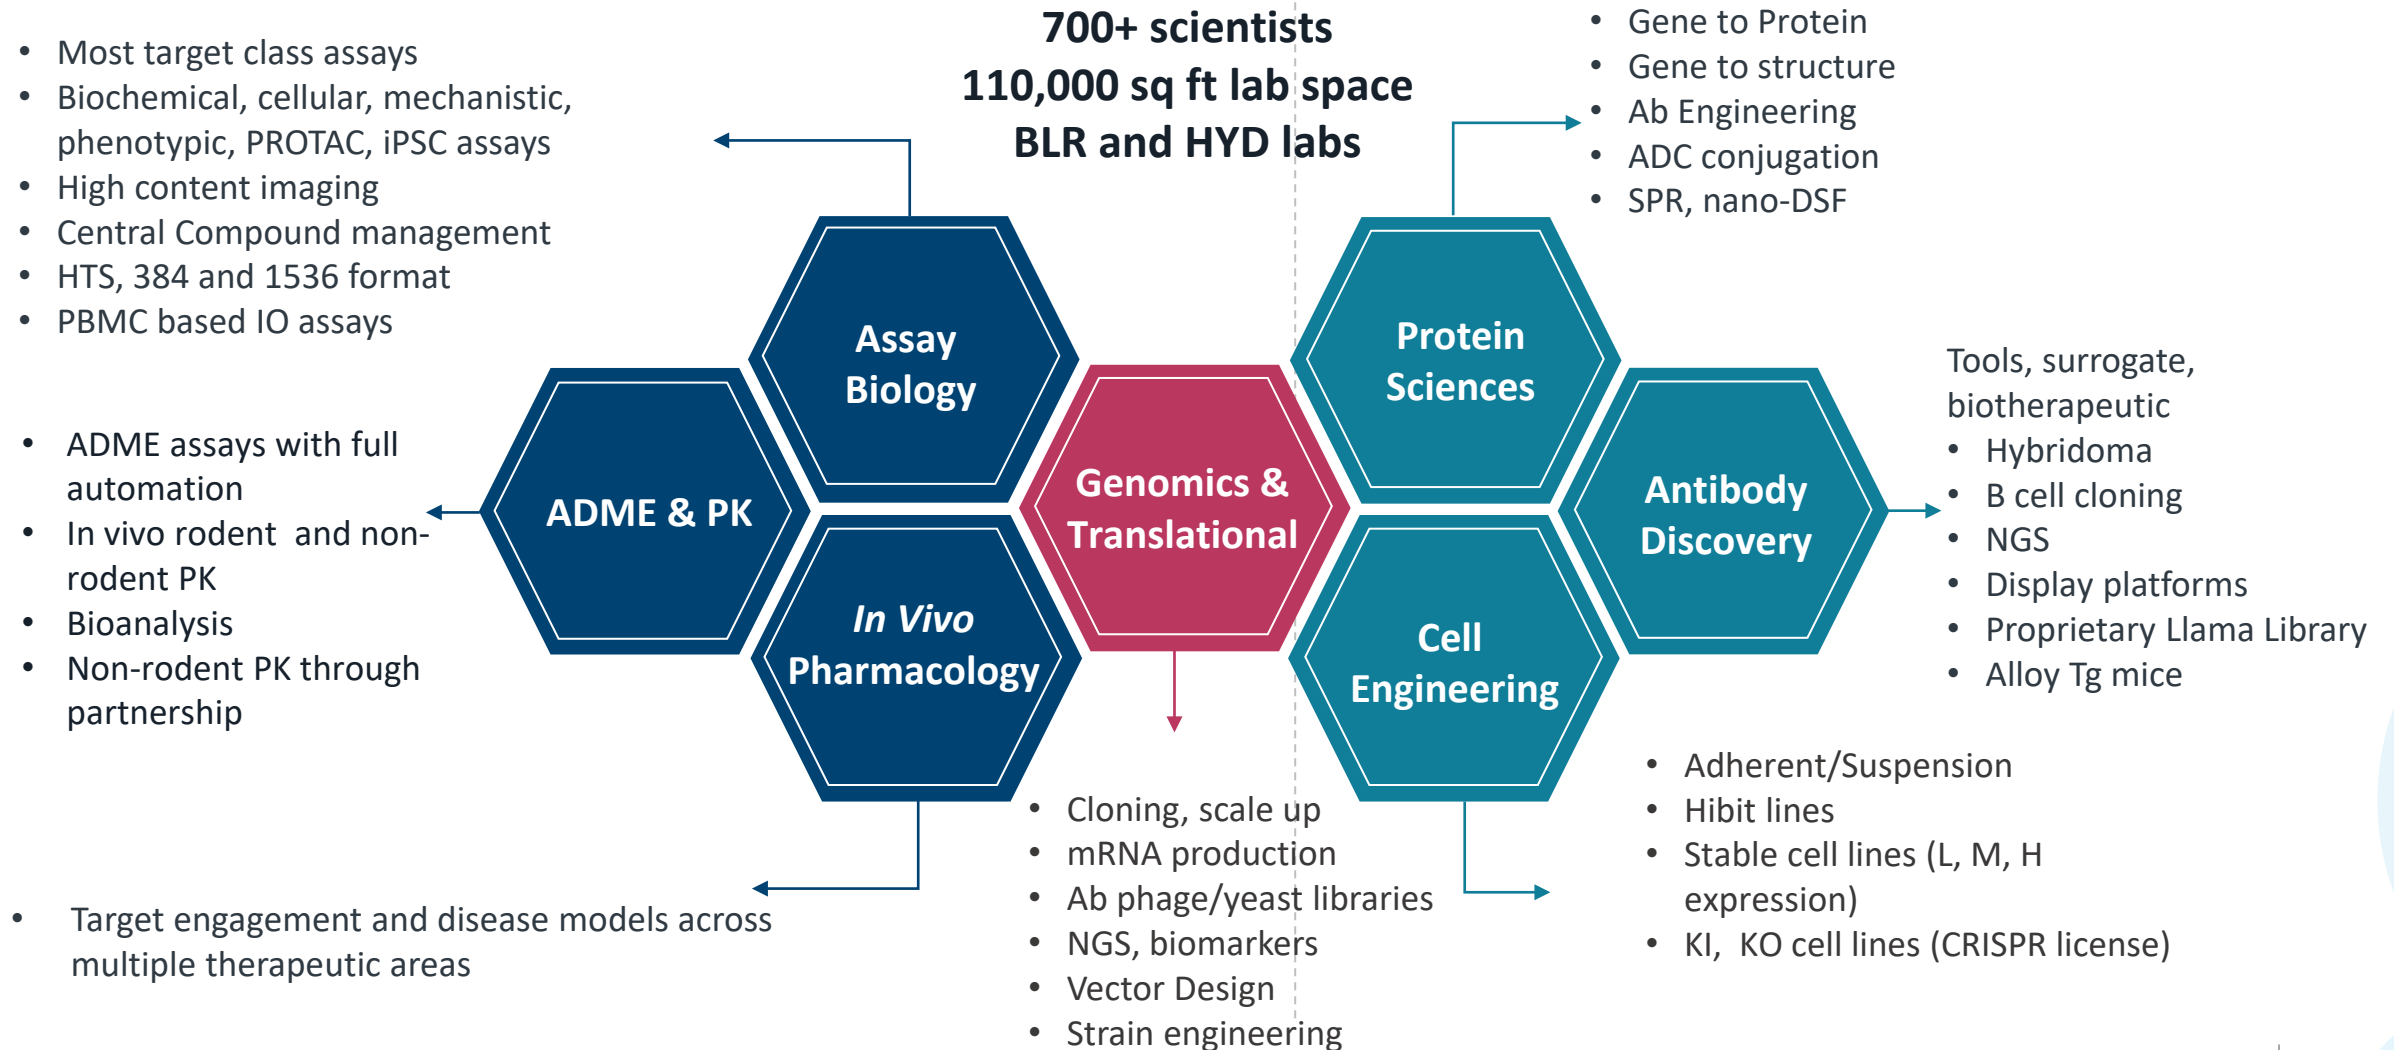 700+ scientists
110,000 sq ft lab space
BLR and HYD labs
• Most target class assays
• Biochemical, cellular, mechanistic,
phenotypic, PROTAC, iPSC assays
• High content imaging
• Central Compound management
• HTS, 384 and 1536 format
• PBMC based IO assays
• Gene to Protein
• Gene to structure
• Ab Engineering
• ADC conjugation
• SPR, nano-DSF
Assay
Biology
Protein
Sciences
• ADME assays with full
automation
• In vivo rodent  and non-
rodent PK
• Bioanalysis
• Non-rodent PK through
partnership
ADME & PK
Genomics &
Translational
Antibody
Discovery
Tools, surrogate,
biotherapeutic
• Hybridoma
• B cell cloning
• NGS
• Display platforms
• Proprietary Llama Library
• Alloy Tg mice
In Vivo
Pharmacology
Cell
Engineering
• Target engagement and disease models across
multiple therapeutic areas
• Cloning, scale up
• mRNA production
• Ab phage/yeast libraries
• NGS, biomarkers
• Vector Design
• Strain engineering
• Adherent/Suspension
• Hibit lines
• Stable cell lines (L, M, H
expression)
• KI,  KO cell lines (CRISPR license)